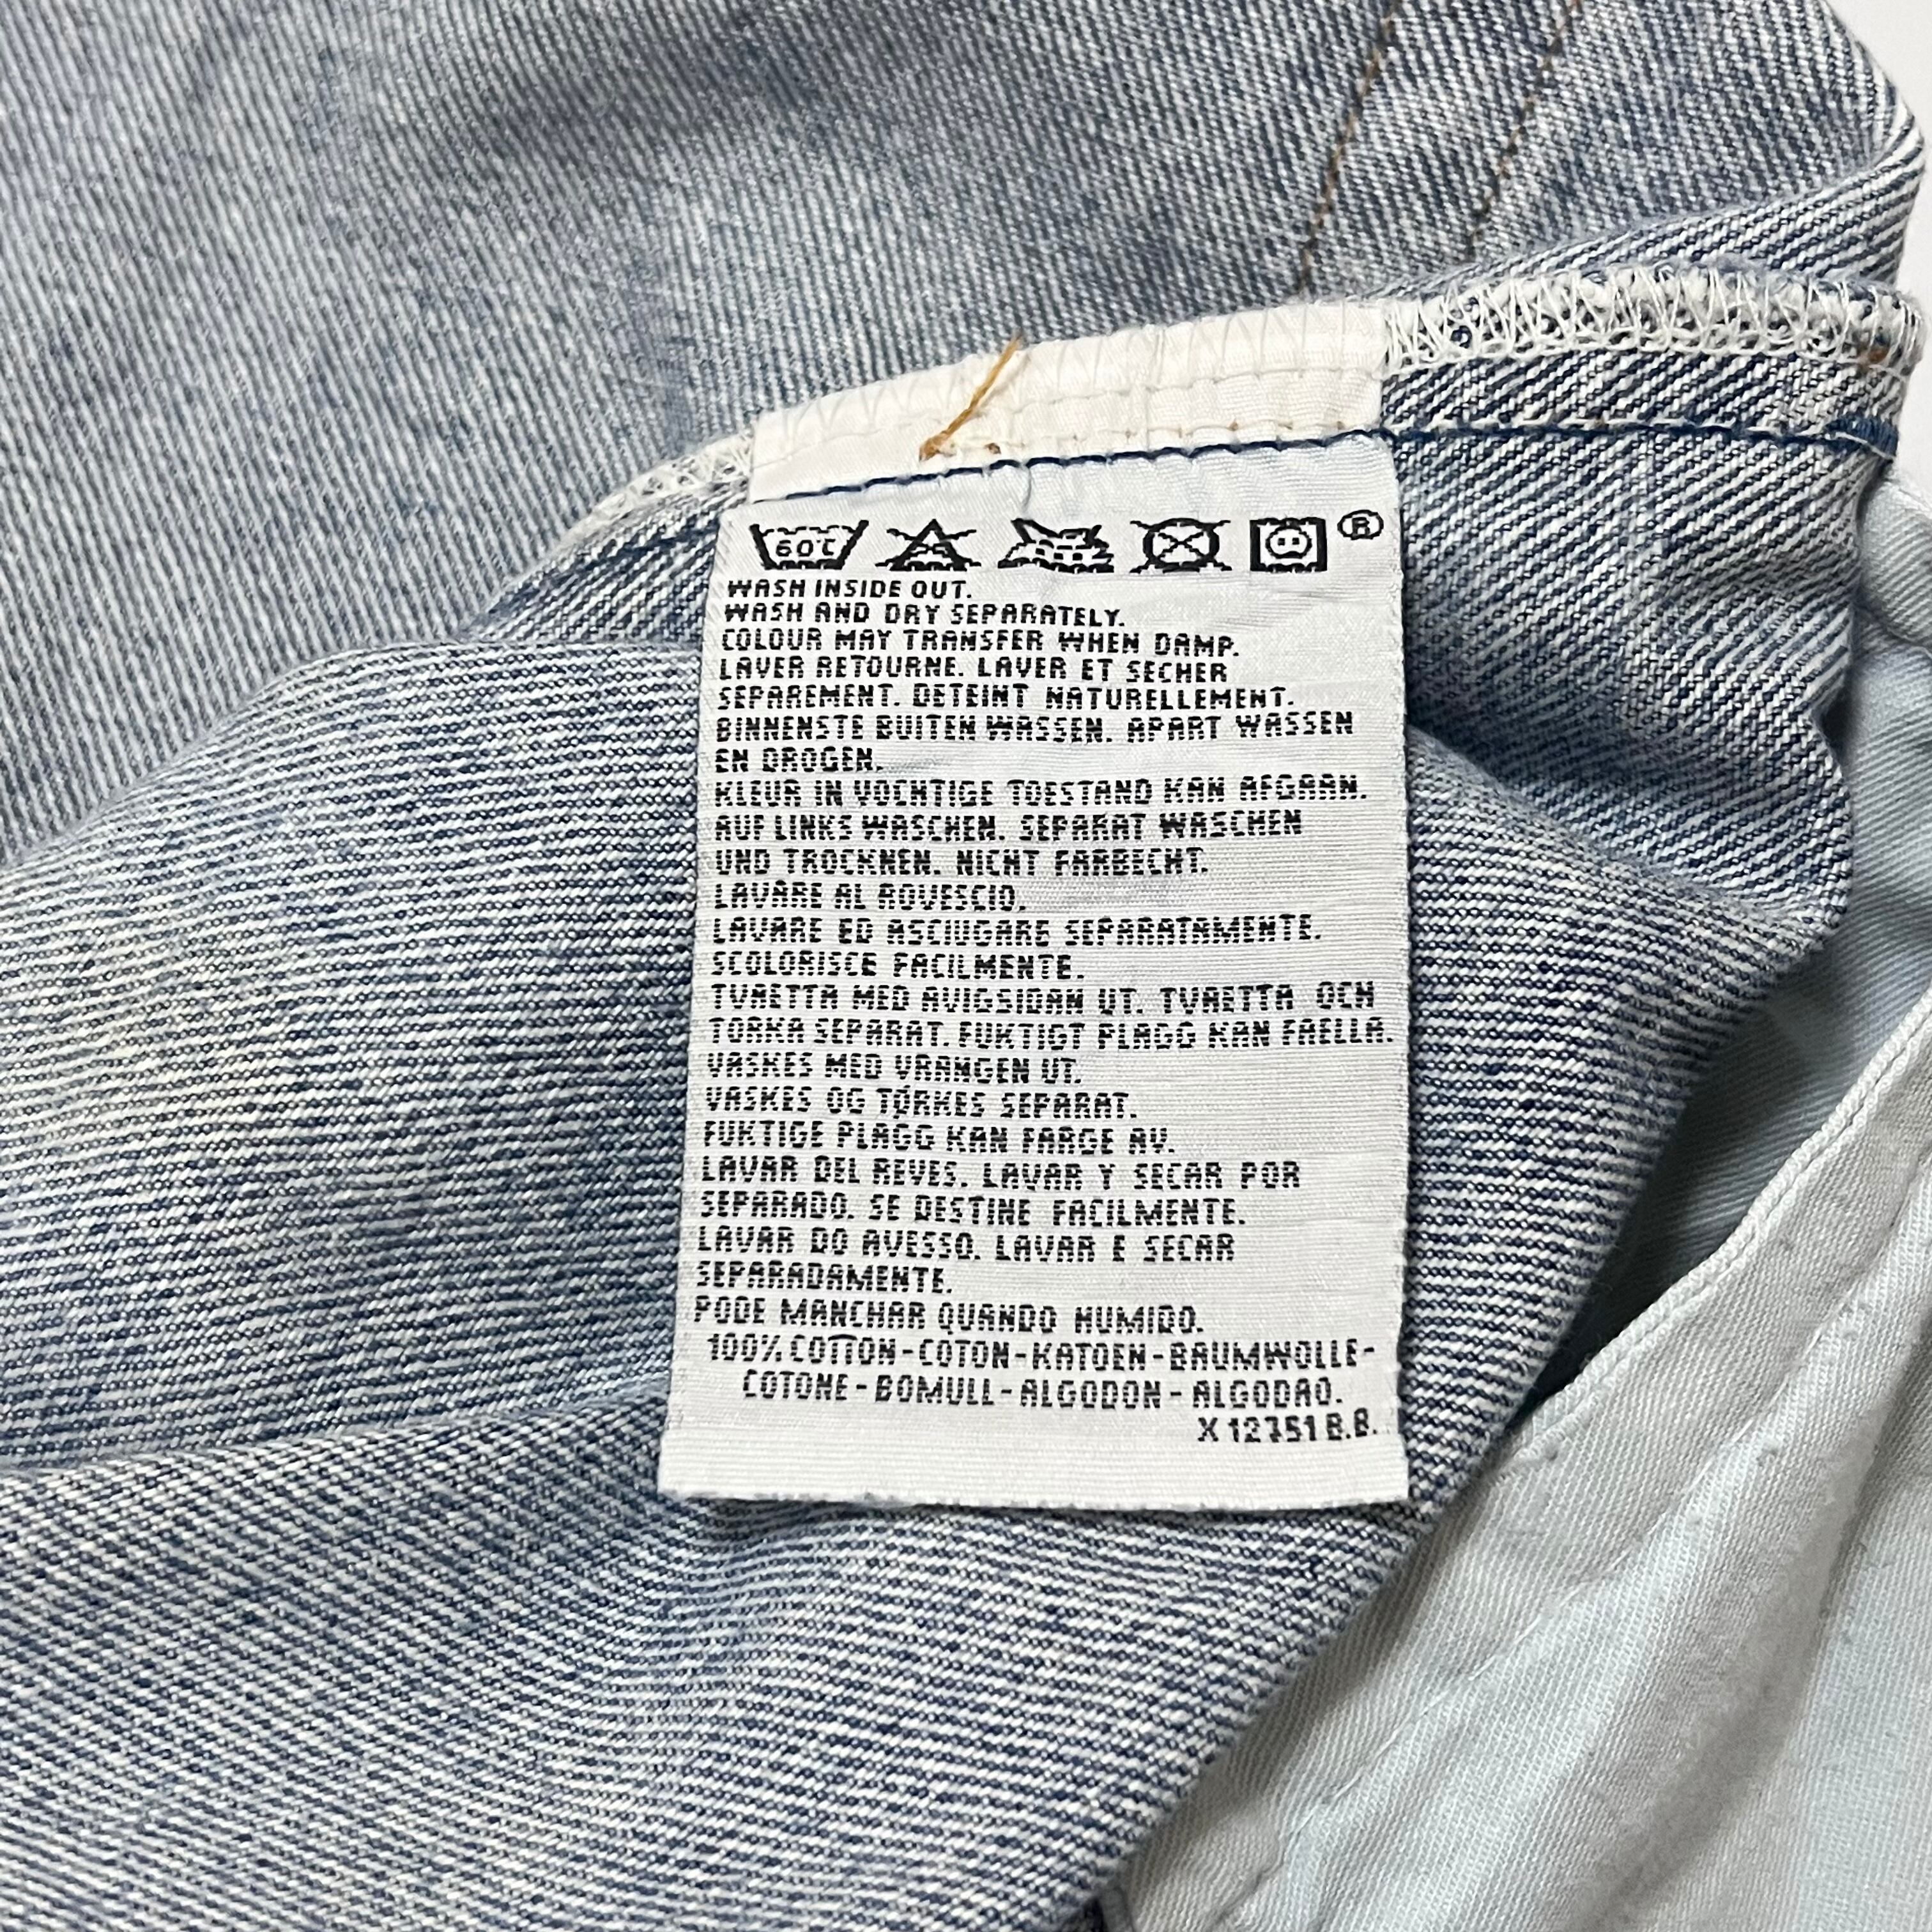 60°C ®
WASH INSIDE OUT.
WASH AND DRY SEPARATELY.
COLOUR MAY TRANSFER WHEN DAMP.
LAVER RETOURNE. LAVER ET SECHER
SEPAREMENT. DETEINT NATURELLEMENT.
BINNENSTE BUITEN WASSEN. APART WASSEN
EN DROGEN.
KLEUR IN VOCHTIGE TOESTAND KAN AFGAAN.
AUF LINKS WASCHEN. SEPARAT WASCHEN
UND TROCKNEN. NICHT FARBECHT.
LAVARE AL ROVESCIO.
LAVARE ED ASCIUGARE SEPARATAMENTE.
SCOLORISCE FACILMENTE.
TVAETTA MED AVIGSIDAN UT. TVAETTA OCH
TORKA SEPARAT. FUKTIGT PLAGG KAN FAELLA.
VASKES MED VRANGEN UT.
VASKES OG TØRKES SEPARAT.
FUKTIGE PLAGG KAN FARGE AV.
LAVAR DEL REVES. LAVAR Y SECAR POR
SEPARADO. SE DESTINE FACILMENTE.
LAVAR DO AVESSO. LAVAR E SECAR
SEPARADAMENTE.
PODE MANCHAR QUANDO HUMIDO.
100% COTTON-COTON-KATOEN-BAUMWOLLE-
COTONE-BOMULL-ALGODON-ALGODAO.
X 12751 B.B.